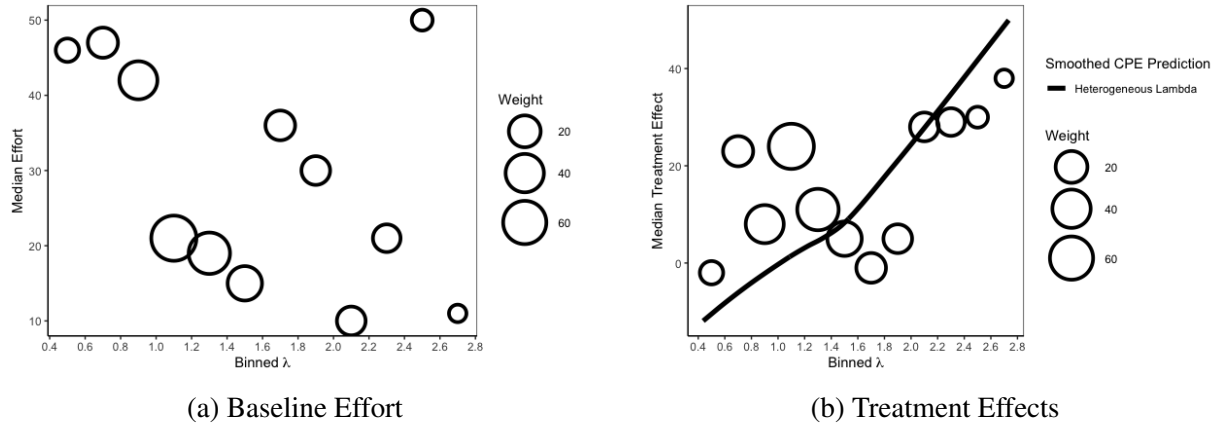 50
40
30
20
10
Median Effort
0.4 0.6 0.8 1.0 1.2 1.4 1.6 1.8 2.0 2.2 2.4 2.6 2.8
Binned λ
Weight
20
40
60
(a) Baseline Effort
40
20
0
Median Treatment Effect
0.4 0.6 0.8 1.0 1.2 1.4 1.6 1.8 2.0 2.2 2.4 2.6 2.8
Binned λ
Smoothed CPE Prediction
Heterogeneous Lambda
Weight
20
40
60
(b) Treatment Effects